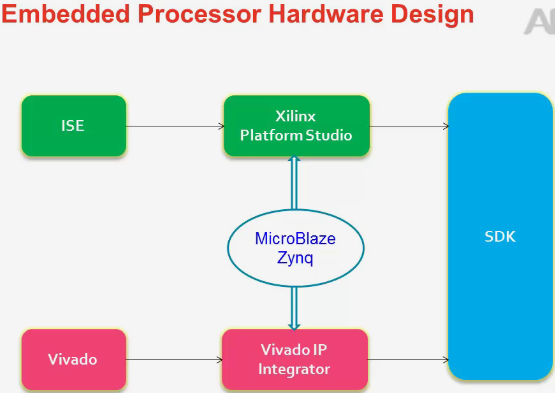 Embedded Processor Hardware Design
ISE
Xilinx
Platform Studio
MicroBlaze
Zynq
SDK
Vivado
Vivado IP
Integrator